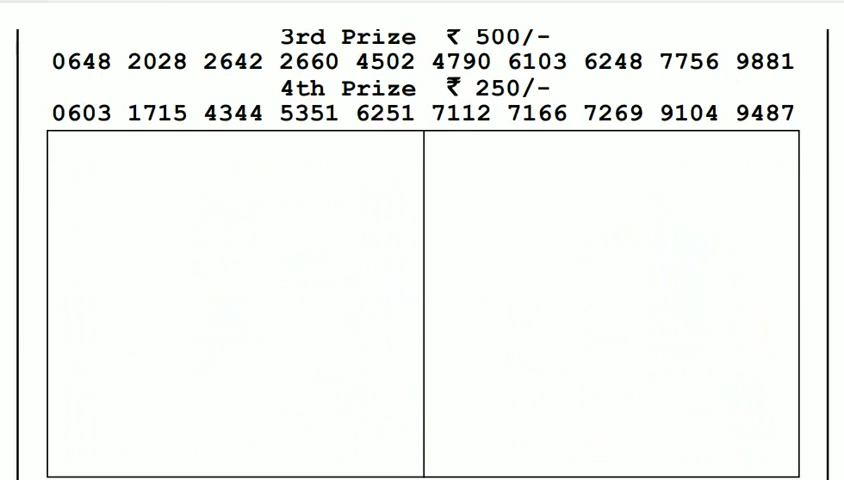 3rd Prize ₹ 500/-
0648 2028 2642 2660 4502 4790 6103 6248 7756 9881
4th Prize ₹ 250/-
0603 1715 4344 5351 6251 7112 7166 7269 9104 9487